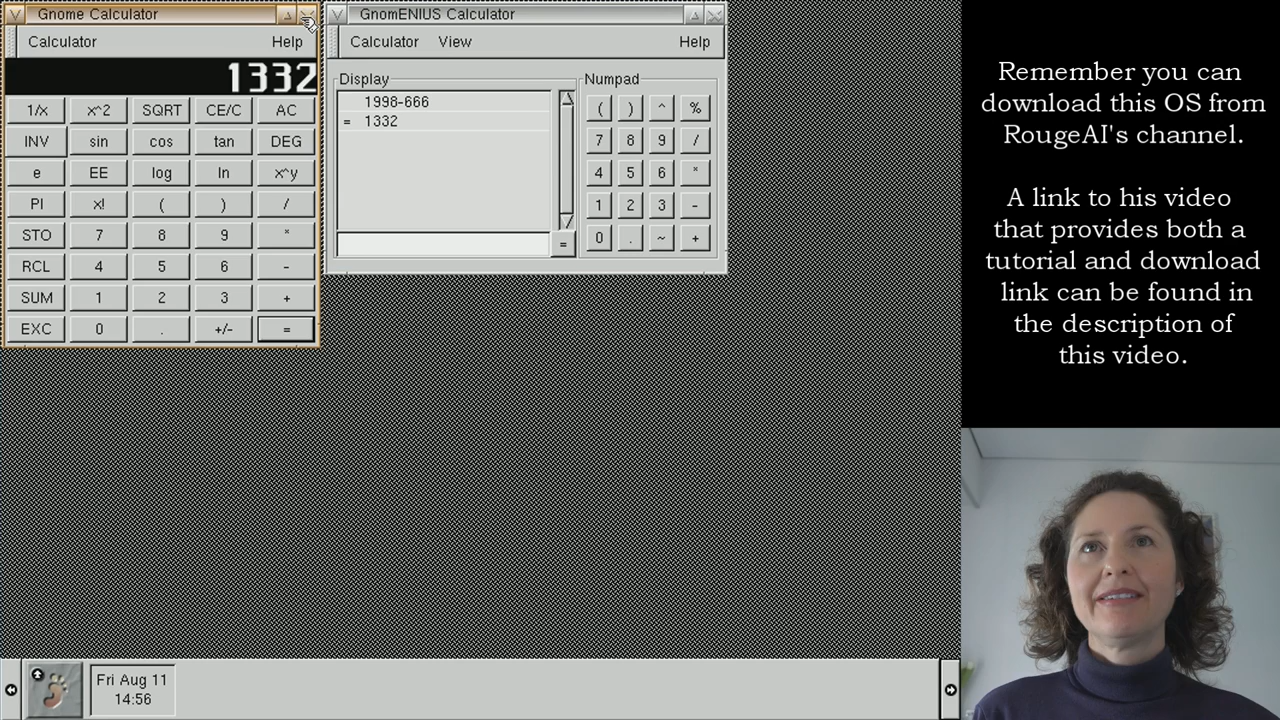 Gnome Calculator
Calculator Help
1332
1/x x^2 SQRT CE/C AC
INV sin cos tan DEG
e EE log ln x^y
PI x! ( ) /
STO 7 8 9 *
RCL 4 5 6 -
SUM 1 2 3 +
EXC 0 . +/- =
GnomENIUS Calculator
Calculator View Help
Display
1998-666
= 1332
=
Numpad
( ) ^ %
7 8 9 /
4 5 6 *
1 2 3 -
0 . ~ +
Remember you can
download this OS from
RougeAI's channel.
A link to his video
that provides both a
tutorial and download
link can be found in
the description of
this video.
Fri Aug 11
14:56